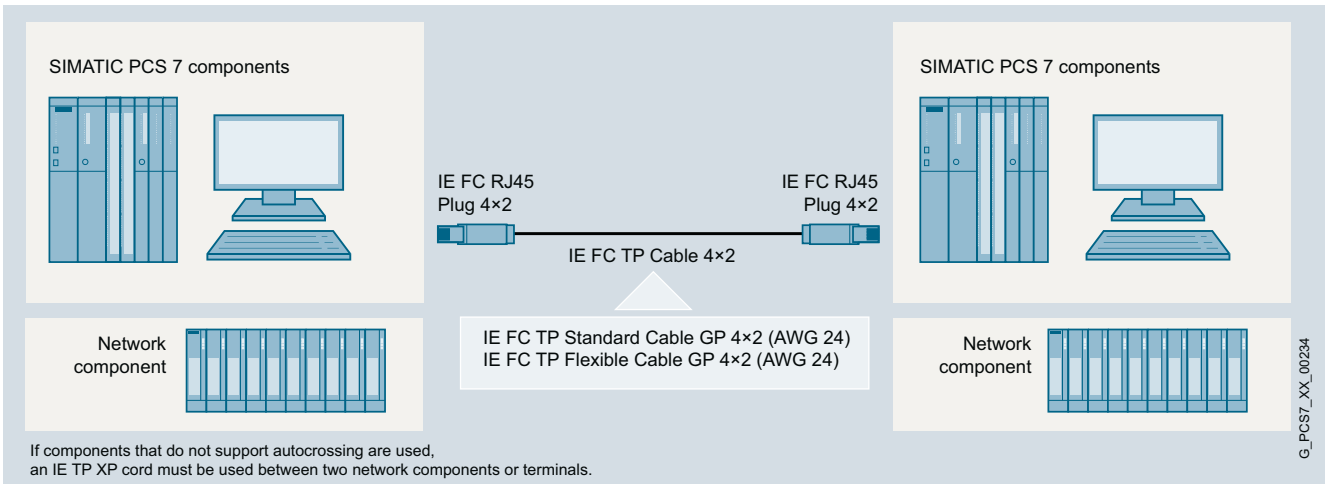 SIMATIC PCS 7 components
SIMATIC PCS 7 components
IE FC RJ45
Plug 4×2
IE FC RJ45
Plug 4×2
IE FC TP Cable 4×2
IE FC TP Standard Cable GP 4×2 (AWG 24)
IE FC TP Flexible Cable GP 4×2 (AWG 24)
Network
component
Network
component
G_PCS7_XX_00234
If components that do not support autocrossing are used,
an IE TP XP cord must be used between two network components or terminals.